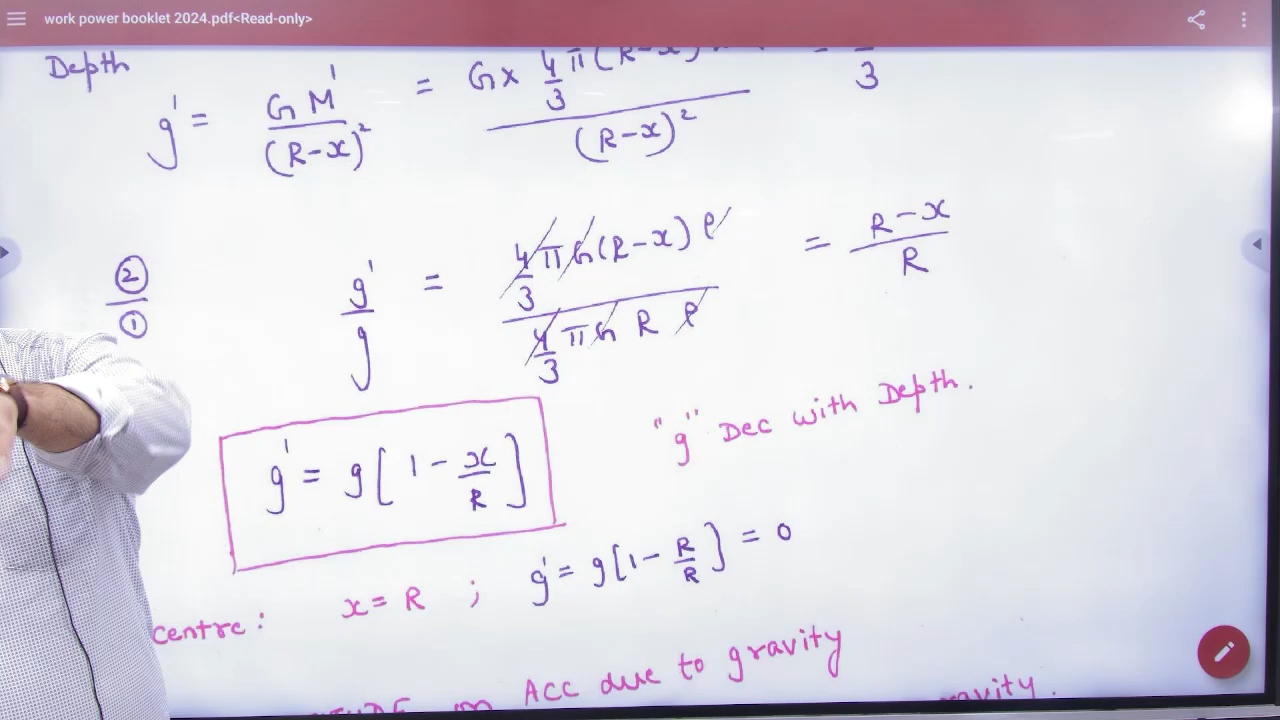 work power booklet 2024.pdf<Read-only>
Depth
g' = GM' / (R-x)² = G × 4/3 π (R-x) / (R-x)² = / 3
② / ① g' / g = 4/3 π G (R-x) ρ / 4/3 π G R ρ = R-x / R
g' = g [ 1 - x/R ] "g" Dec with Depth.
centre: x = R ; g' = g [ 1 - R/R ] = 0
on Acc due to gravity